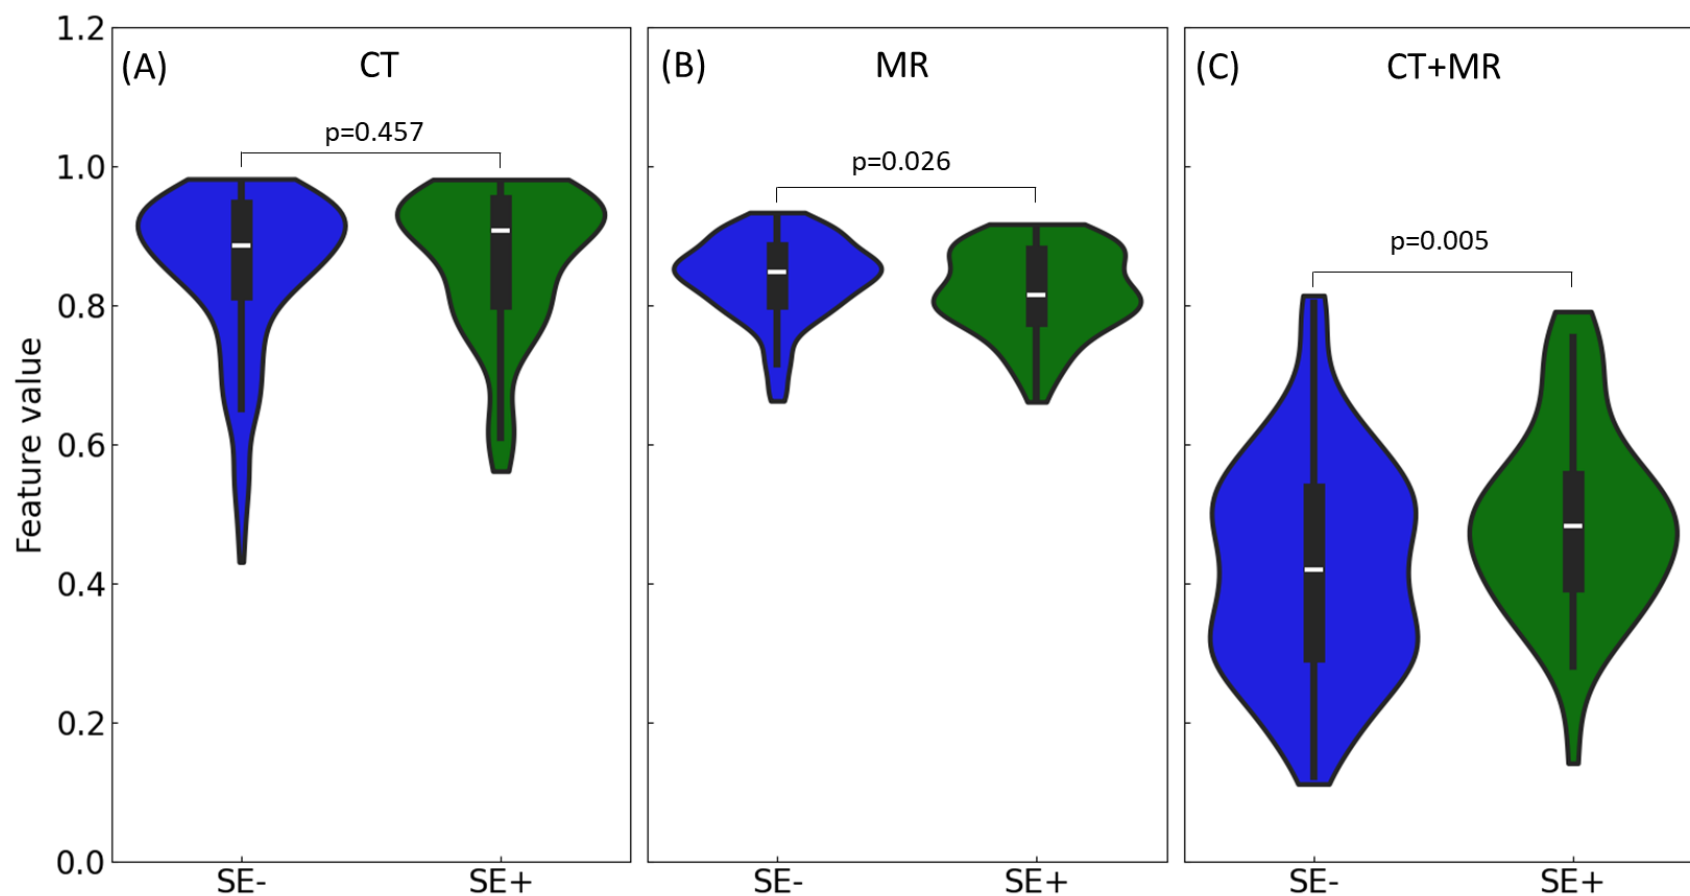 (A) CT
p=0.457
(B) MR
p=0.026
(C) CT+MR
p=0.005
Feature value
1.2
1.0
0.8
0.6
0.4
0.2
0.0
SE- SE+ SE- SE+ SE- SE+